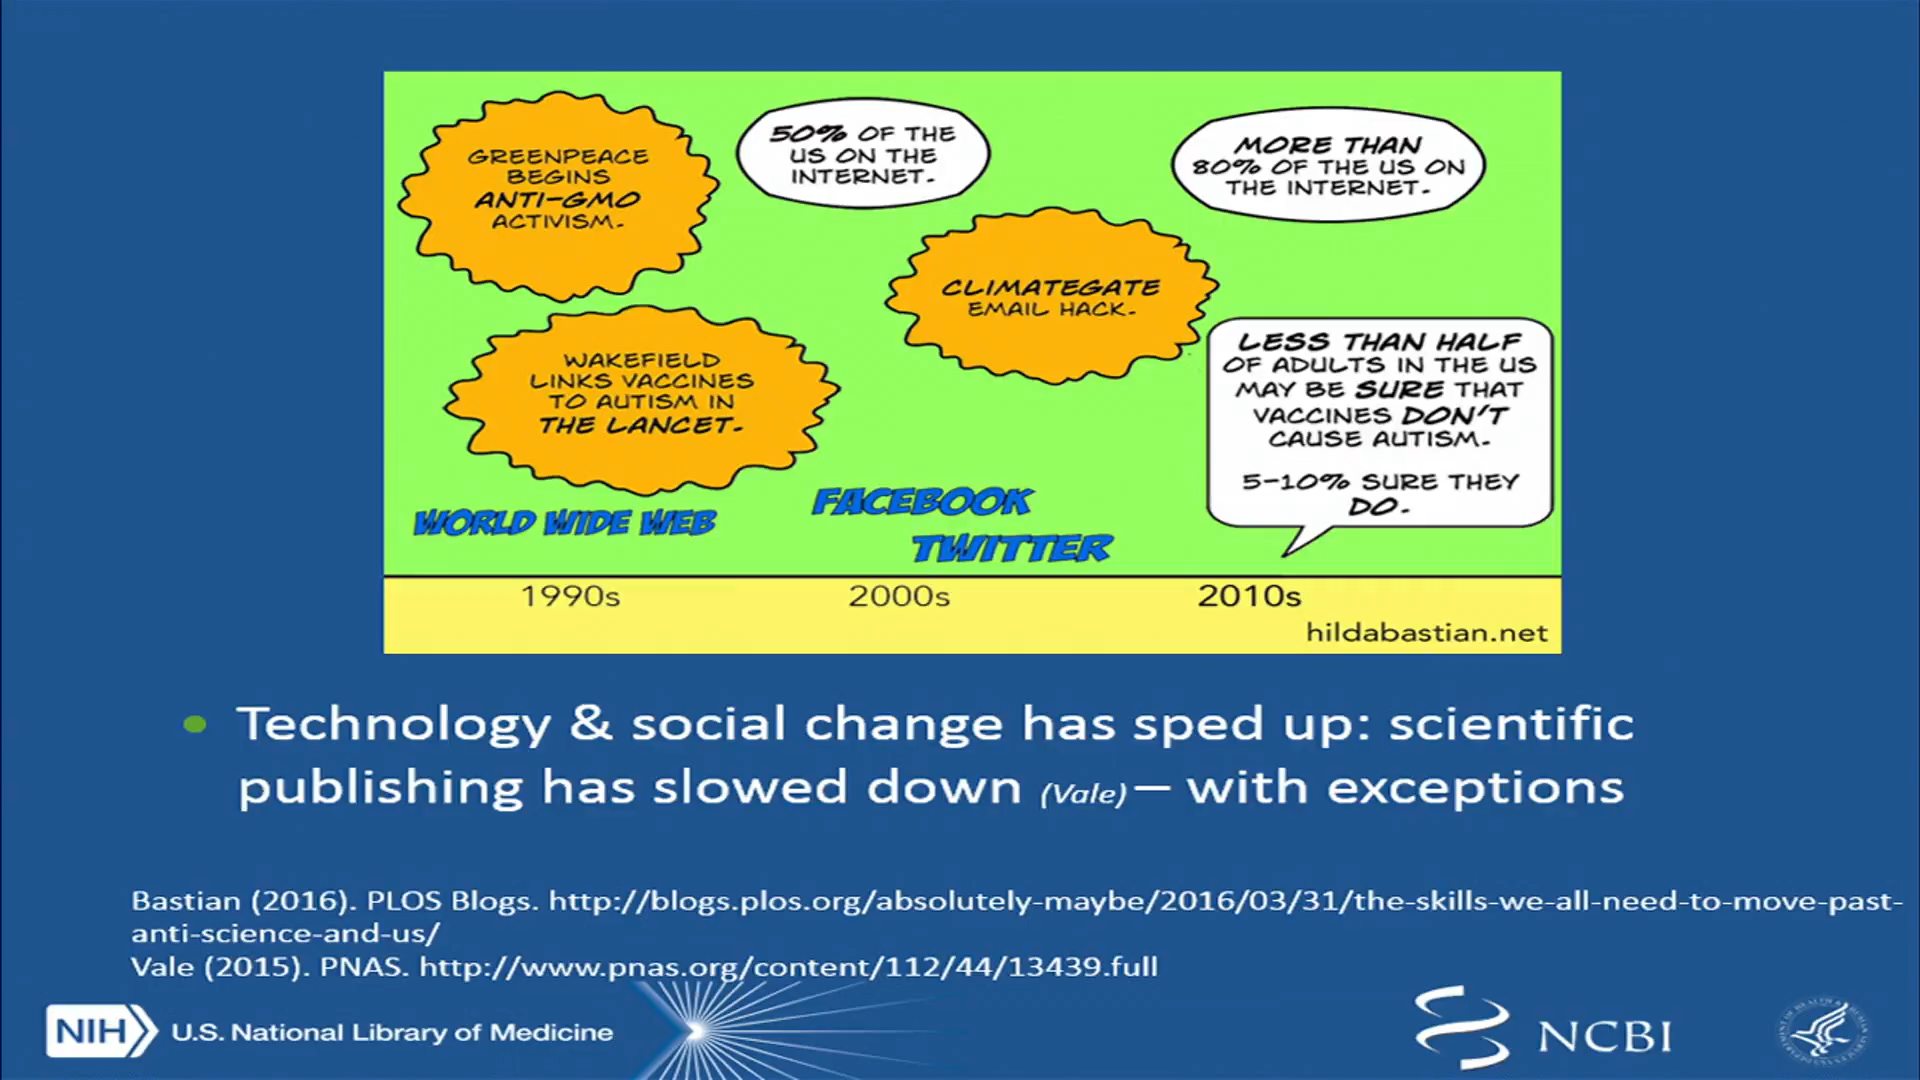 GREENPEACE
BEGINS
ANTI-GMO
ACTIVISM.
50% OF THE
US ON THE
INTERNET.
MORE THAN
80% OF THE US ON
THE INTERNET.
CLIMATEGATE
EMAIL HACK.
WAKEFIELD
LINKS VACCINES
TO AUTISM IN
THE LANCET.
LESS THAN HALF
OF ADULTS IN THE US
MAY BE SURE THAT
VACCINES DON'T
CAUSE AUTISM.
5-10% SURE THEY
DO.
WORLD WIDE WEB
FACEBOOK
TWITTER
1990s
2000s
2010s
hildabastian.net
• Technology & social change has sped up: scientific
publishing has slowed down (Vale) – with exceptions
Bastian (2016). PLOS Blogs. http://blogs.plos.org/absolutely-maybe/2016/03/31/the-skills-we-all-need-to-move-past-
anti-science-and-us/
Vale (2015). PNAS. http://www.pnas.org/content/112/44/13439.full
NIH U.S. National Library of Medicine
NCBI